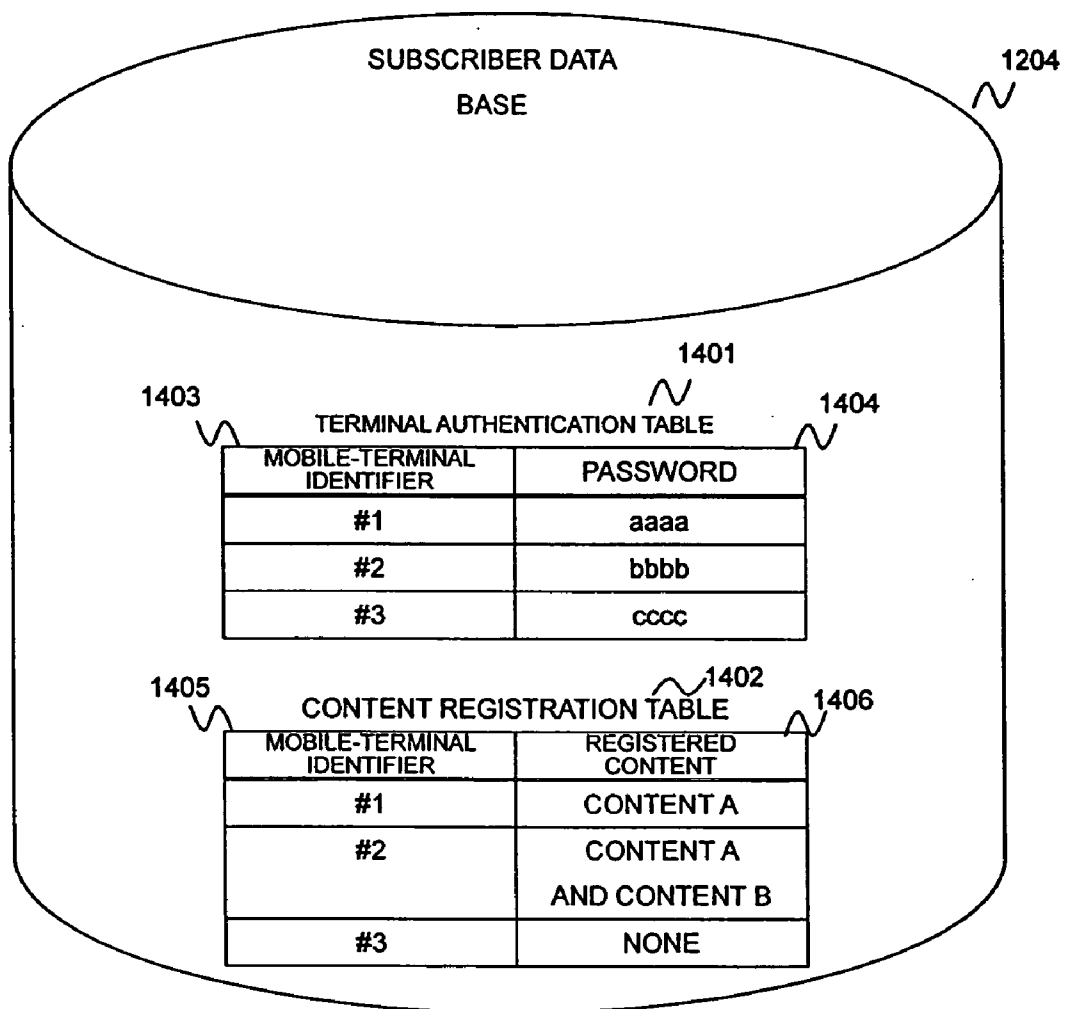 SUBSCRIBER DATA
BASE
1204
1401
1403
1404
TERMINAL AUTHENTICATION TABLE
MOBILE-TERMINAL
IDENTIFIER
PASSWORD
#1
aaaa
#2
bbbb
#3
cccc
1402
1405
1406
CONTENT REGISTRATION TABLE
MOBILE-TERMINAL
IDENTIFIER
REGISTERED
CONTENT
#1
CONTENT A
#2
CONTENT A
AND CONTENT B
#3
NONE